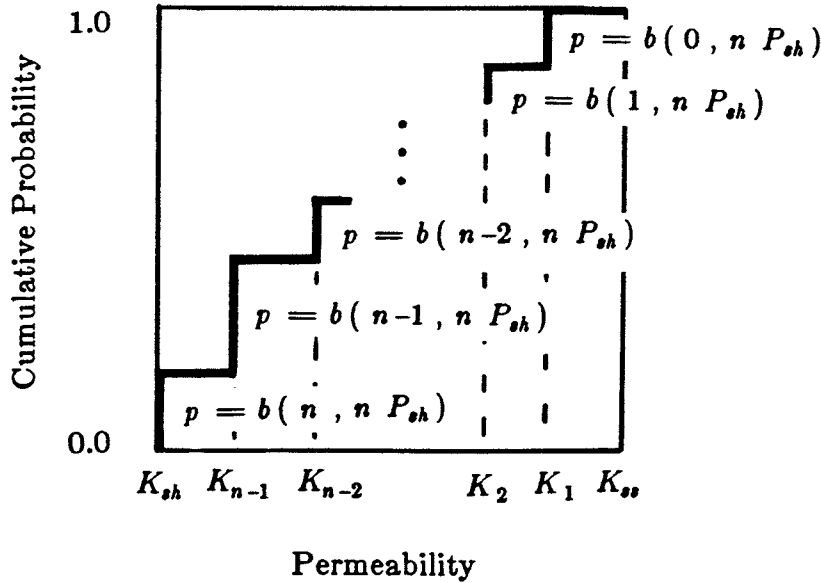 1.0
p = b ( 0 , n P_sh )
p = b ( 1 , n P_sh )
p = b ( n-2 , n P_sh )
p = b ( n-1 , n P_sh )
p = b ( n , n P_sh )
0.0
Cumulative Probability
K_sh K_n-1 K_n-2 K_2 K_1 K_ss
Permeability